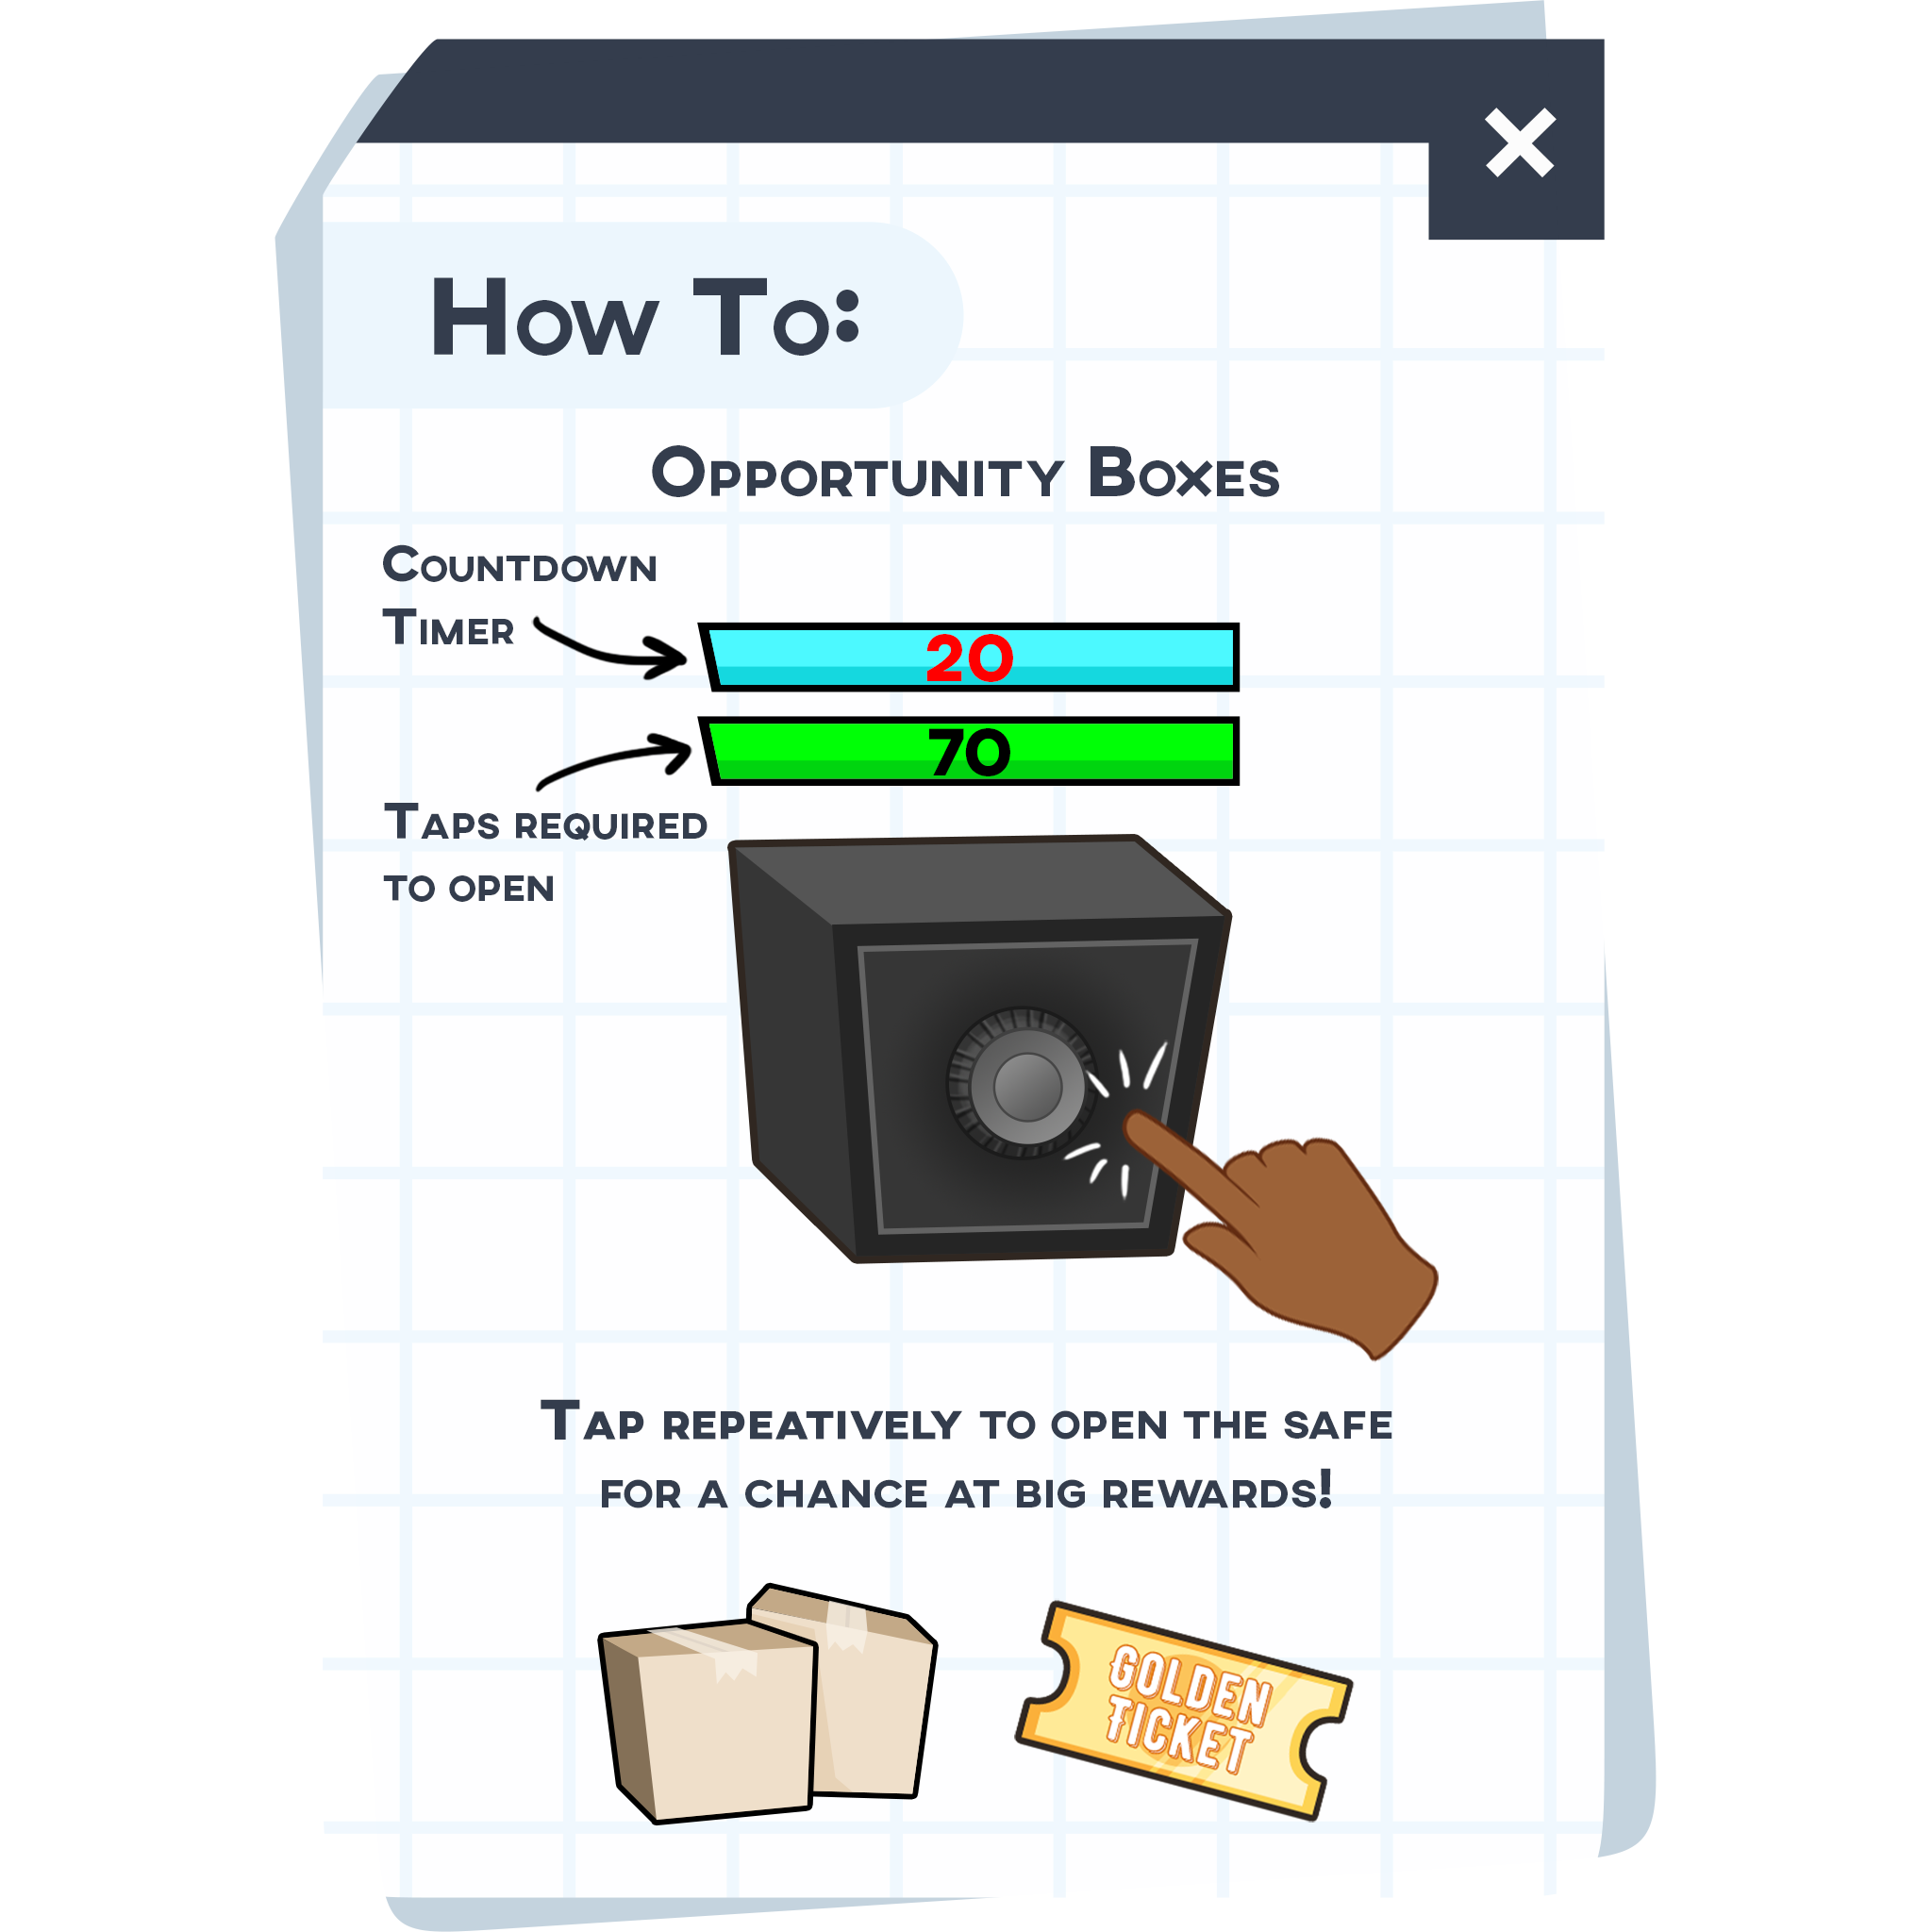 How To:
Opportunity Boxes
Countdown
Timer
20
70
Taps required
to open
Tap repeatively to open the safe
for a chance at big rewards!
GOLDEN
TICKET